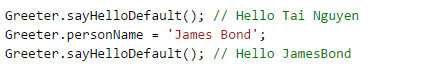 Greeter.sayHelloDefault(); // Hello Tai Nguyen
Greeter.personName = 'James Bond';
Greeter.sayHelloDefault(); // Hello JamesBond